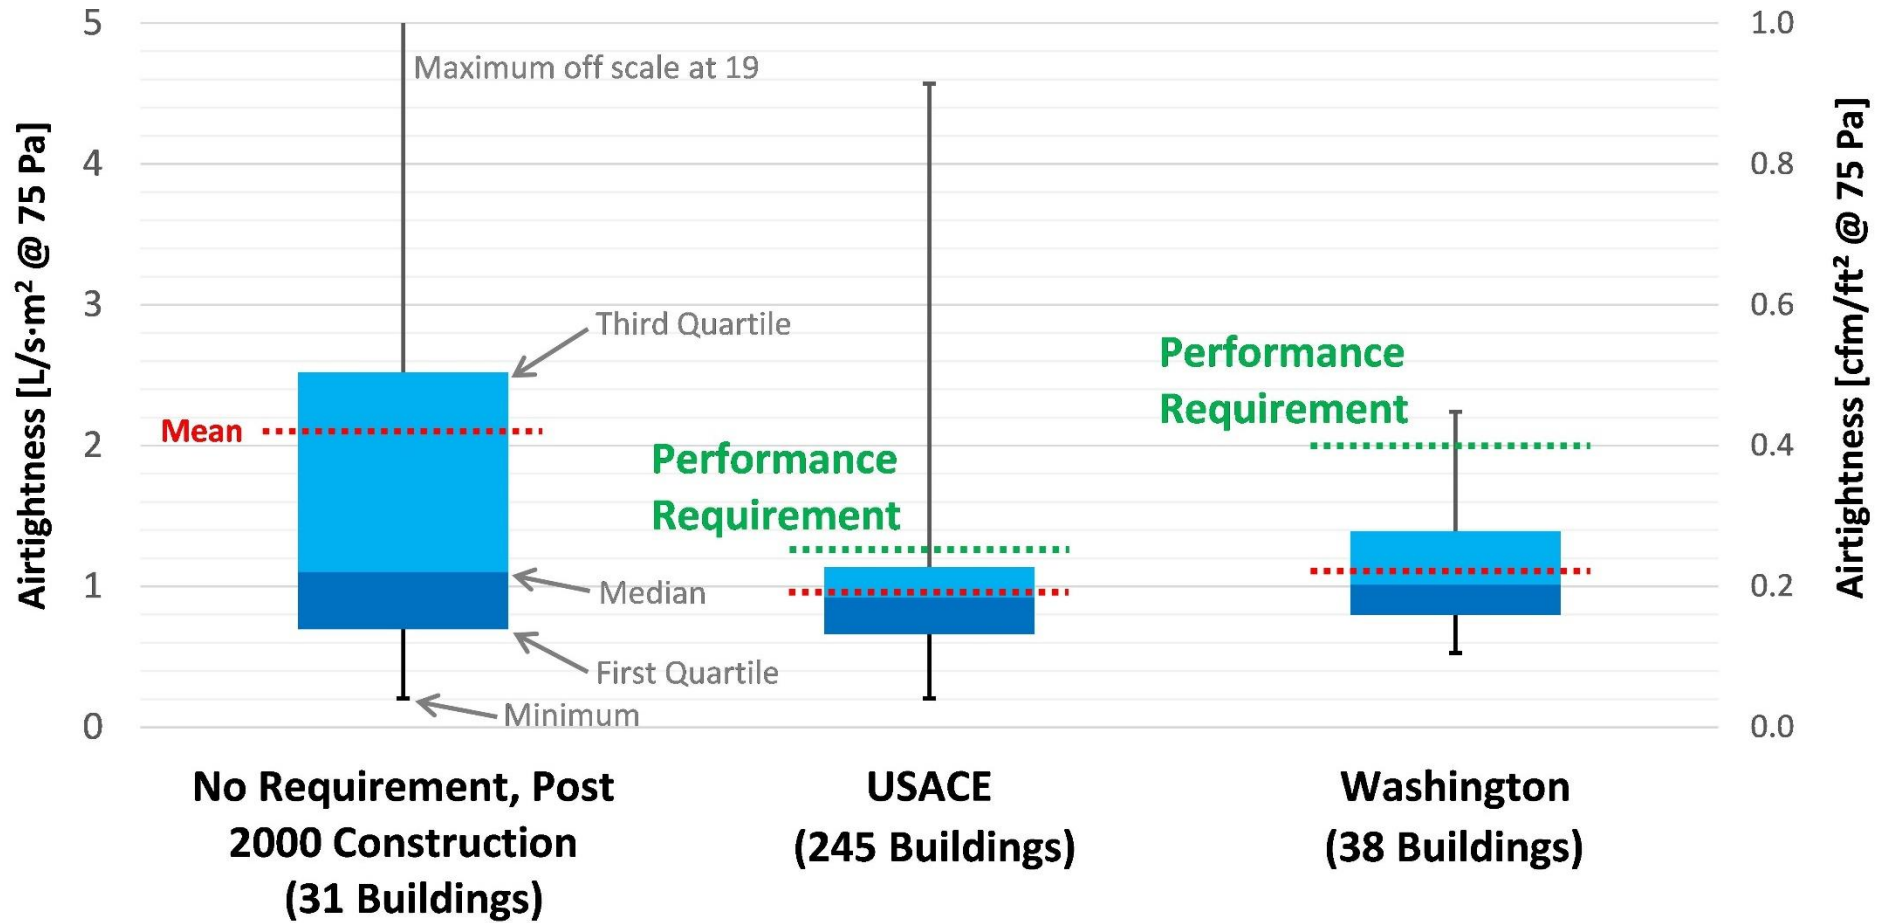 Airtightness [L/s·m² @ 75 Pa]
5
4
3
2
1
0
Maximum off scale at 19
Third Quartile
Mean
Median
First Quartile
Minimum
Performance
Requirement
Performance
Requirement
1.0
0.8
0.6
0.4
0.2
0.0
Airtightness [cfm/ft² @ 75 Pa]
No Requirement, Post
2000 Construction
(31 Buildings)
USACE
(245 Buildings)
Washington
(38 Buildings)